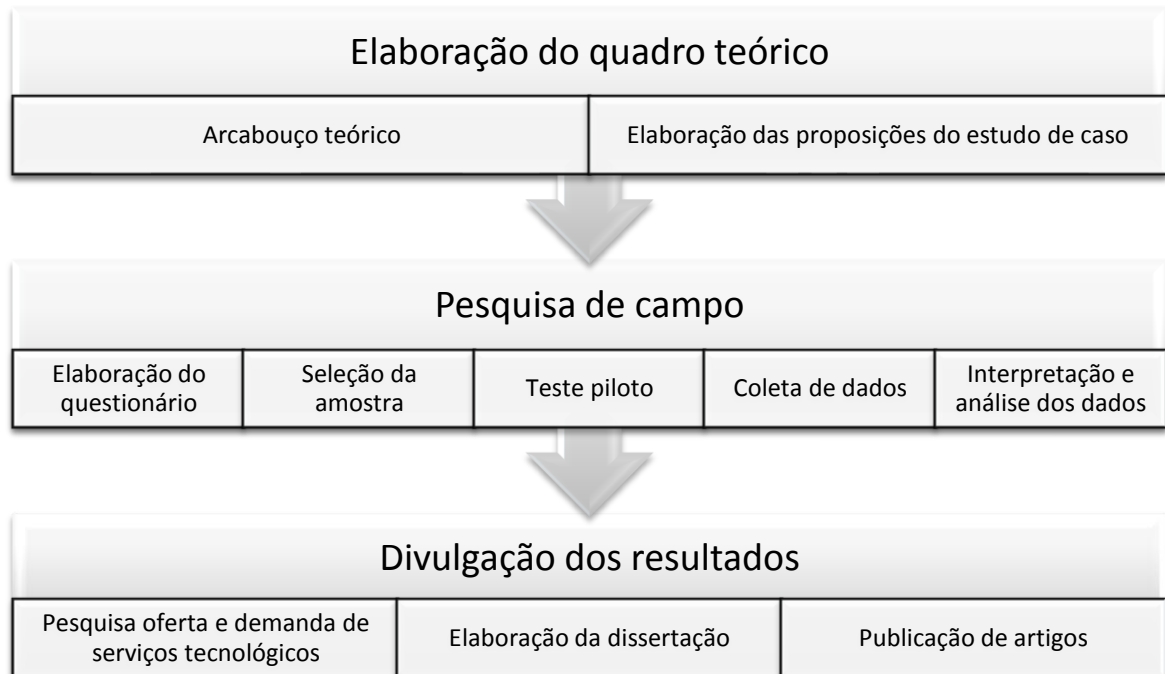 Elaboração do quadro teórico
Arcabouço teórico
Elaboração das proposições do estudo de caso
Pesquisa de campo
Elaboração do
questionário
Seleção da
amostra
Teste piloto
Coleta de dados
Interpretação e
análise dos dados
Divulgação dos resultados
Pesquisa oferta e demanda de
serviços tecnológicos
Elaboração da dissertação
Publicação de artigos